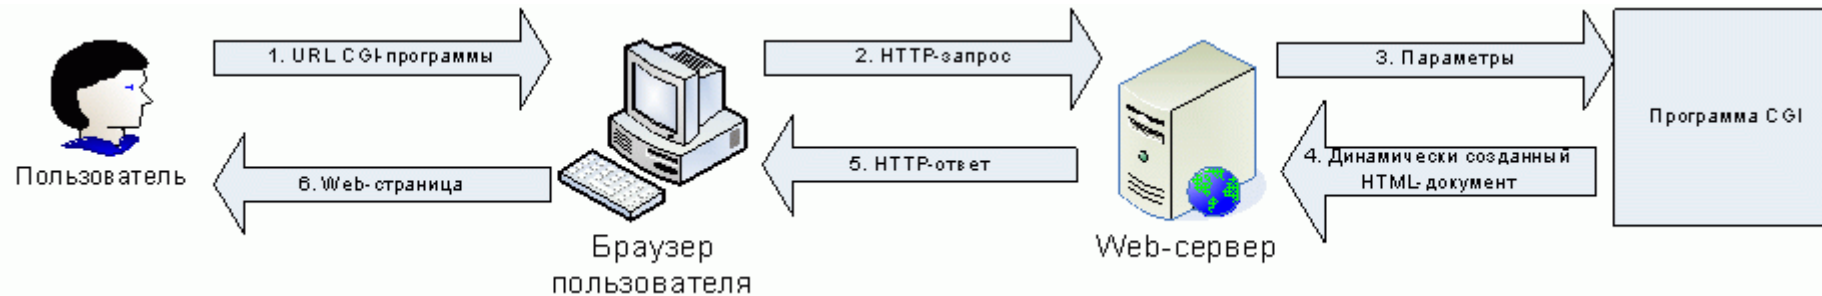 1. URL CGI-программы
2. HTTP-запрос
3. Параметры
Программа CGI
4. Динамически созданный
HTML-документ
5. HTTP-ответ
6. Web-страница
Пользователь
Браузер
пользователя
Web-сервер